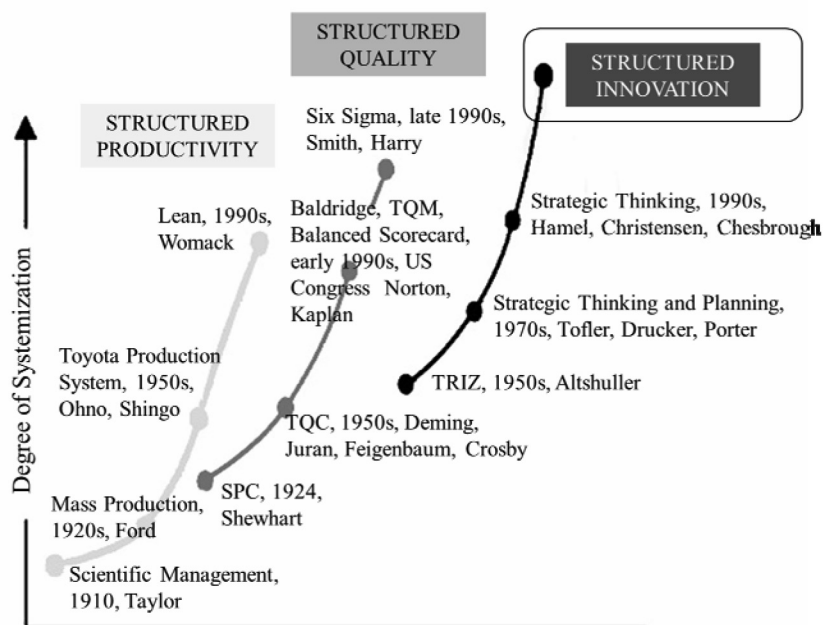 STRUCTURED
QUALITY
STRUCTURED
INNOVATION
STRUCTURED
PRODUCTIVITY
Six Sigma, late 1990s,
Smith, Harry
Lean, 1990s,
Womack
Baldridge, TQM,
Balanced Scorecard,
early 1990s, US
Congress Norton,
Kaplan
Strategic Thinking, 1990s,
Hamel, Christensen, Chesbrough
Strategic Thinking and Planning,
1970s, Tofler, Drucker, Porter
Toyota Production
System, 1950s,
Ohno, Shingo
TRIZ, 1950s, Altshuller
TQC, 1950s, Deming,
Juran, Feigenbaum, Crosby
SPC, 1924,
Shewhart
Mass Production,
1920s, Ford
Scientific Management,
1910, Taylor
Degree of Systemization